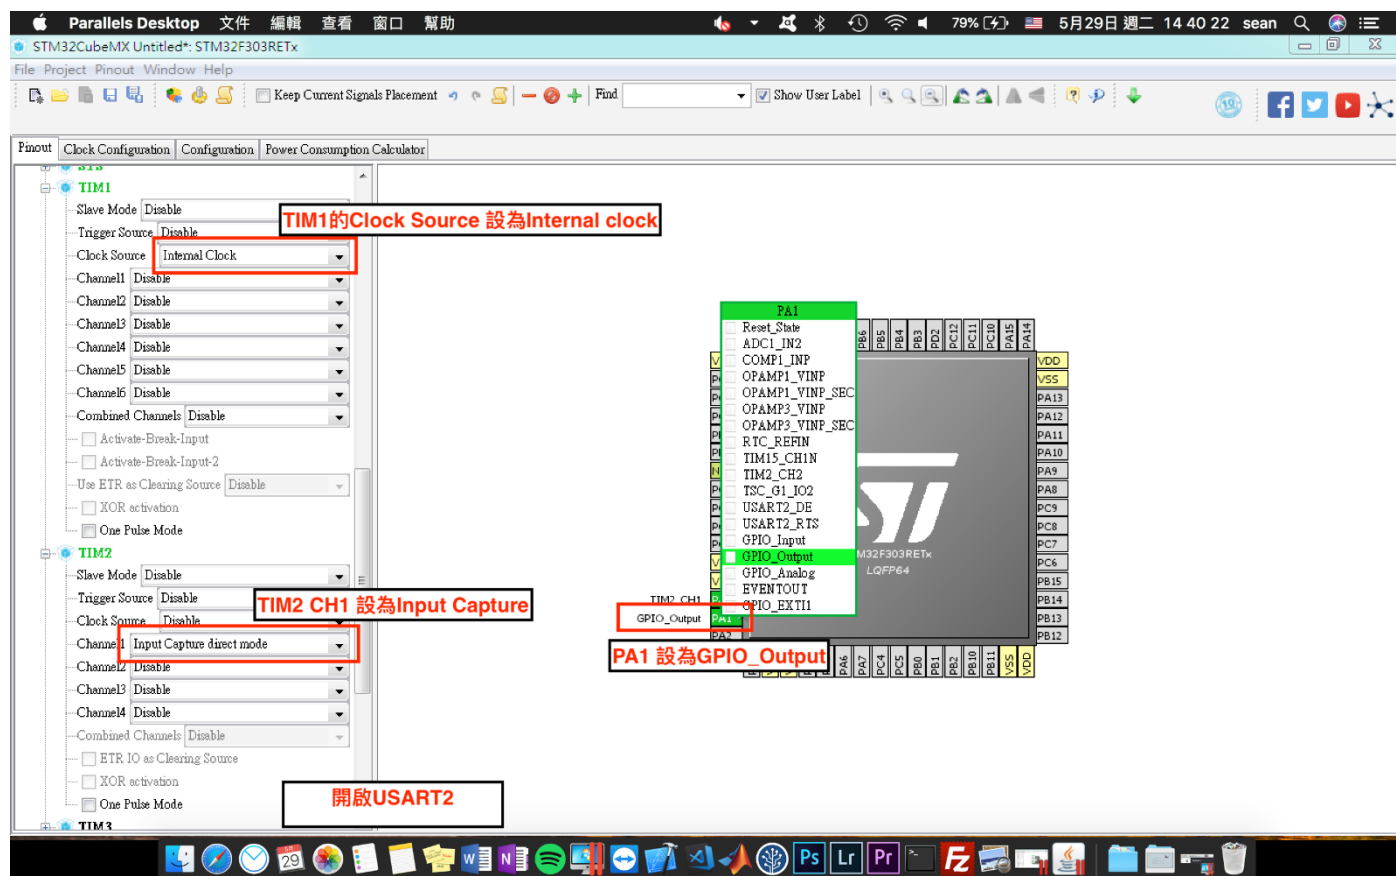 Parallels Desktop 文件 編輯 查看 窗口 幫助 79% 5月29日 週二 14 40 22 sean
STM32CubeMX Untitled*: STM32F303RETx
File Project Pinout Window Help
Keep Current Signals Placement Find Show User Label
Pinout Clock Configuration Configuration Power Consumption Calculator
TIM1
Slave Mode Disable
TIM1的Clock Source 設為Internal clock
Trigger Source Disable
Clock Source Internal Clock
Channel1 Disable
Channel2 Disable
Channel3 Disable
Channel4 Disable
Channel5 Disable
Channel6 Disable
Combined Channels Disable
Activate-Break-Input
Activate-Break-Input-2
Use ETR as Clearing Source Disable
XOR activation
One Pulse Mode
TIM2
Slave Mode Disable
Trigger Source Disable
TIM2 CH1 設為Input Capture
Clock Source Disable
Channel1 Input Capture direct mode
Channel2 Disable
Channel3 Disable
Channel4 Disable
Combined Channels Disable
ETR IO as Clearing Source
XOR activation
One Pulse Mode
開啟USART2
TIM3
PA1
Reset_State
ADC1_IN2
COMP1_INP
OPAMP1_VINP
OPAMP1_VINP_SEC
OPAMP3_VINP
OPAMP3_VINP_SEC
RTC_REFIN
TIM15_CH1N
TIM2_CH2
TSC_G1_IO2
USART2_DE
USART2_RTS
GPIO_Input
GPIO_Output
GPIO_Analog
EVENTOUT
GPIO_EXTI1
PB6 PB5 PB4 PB3 PD2 PC12 PC11 PC10 PA15 PA14
VDD
VSS
PA13
PA12
PA11
PA10
PA9
PA8
PC9
PC8
PC7
PC6
PB15
PB14
PB13
PB12
M32F303RETx
LQFP64
TIM2_CH1
GPIO_Output PA1
PA2
PA1 設為GPIO_Output
PA6 PA7 PC4 PC5 PB0 PB1 PB2 PB10 PB11 VSS VDD
29
Ps Lr Pr Fz